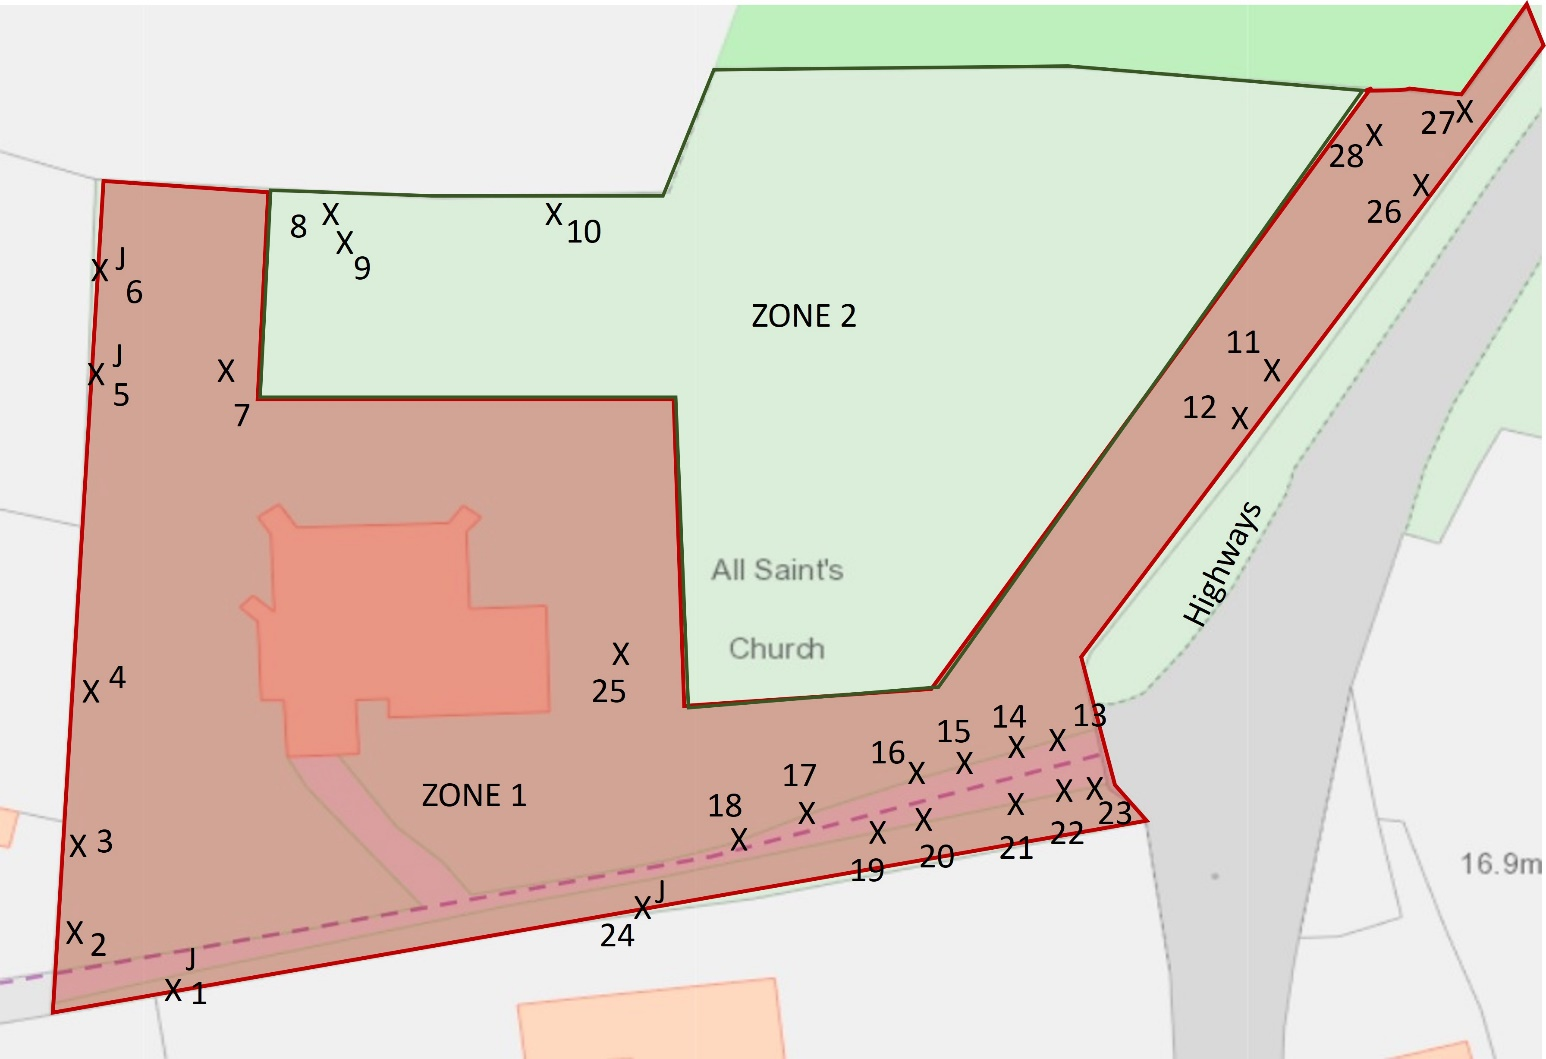 27 X
X
28
X
26
8 X
X
9
X
10
J
X
6
ZONE 2
J
X
5
X
7
11
X
12 X
Highways
All Saint's
Church
X
25
X 4
13
14
X
15
X
X
16
X
17
X
18
X
ZONE 1
X
19
X
20
X
21
X
22
X
23
X 3
16.9m
J
X
24
X 2
J
X 1